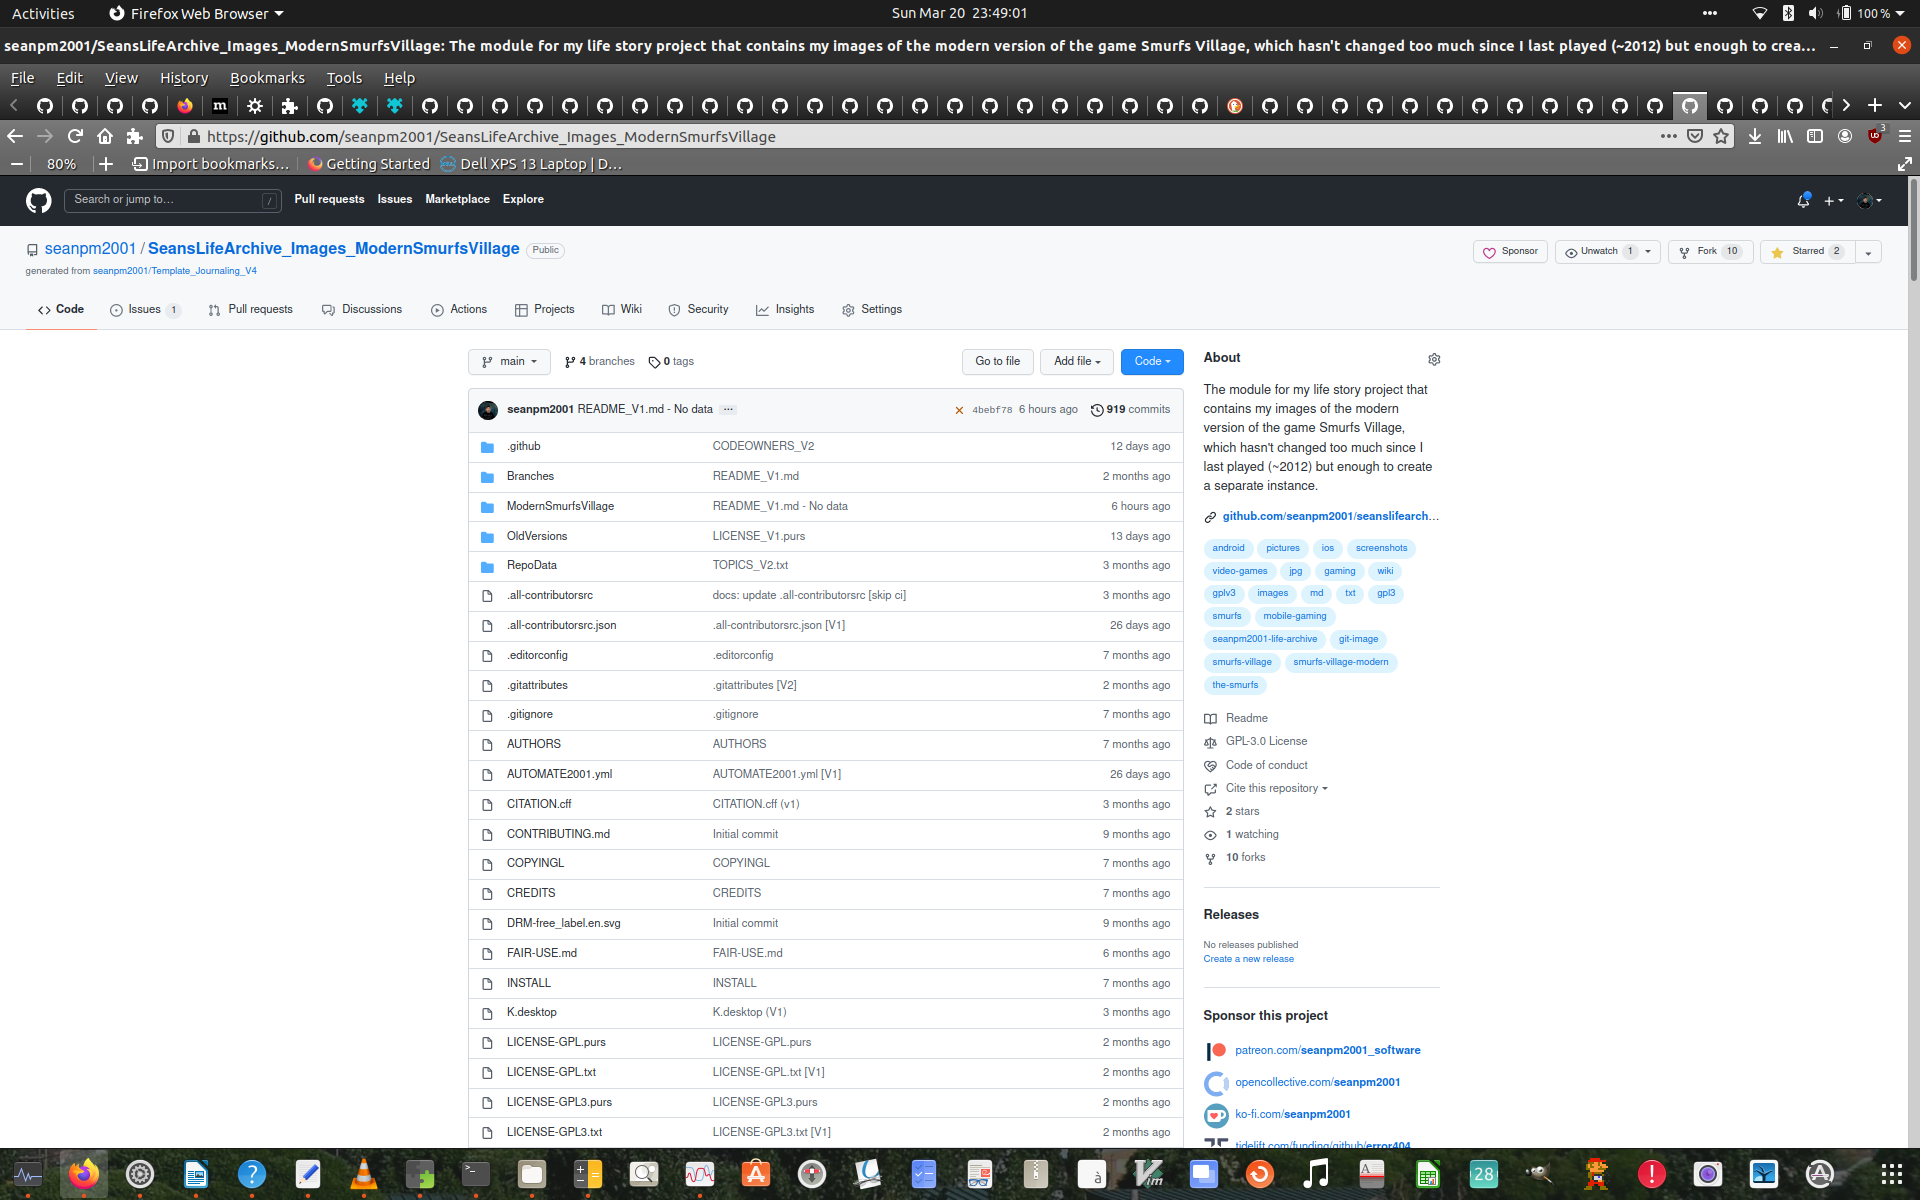 Activities
Firefox Web Browser
Sun Mar 20 23:49:01
100 %
seanpm2001/SeansLifeArchive_Images_ModernSmurfsVillage: The module for my life story project that contains my images of the modern version of the game Smurfs Village, which hasn't changed too much since I last played (~2012) but enough to crea…
File Edit View History Bookmarks Tools Help
https://github.com/seanpm2001/SeansLifeArchive_Images_ModernSmurfsVillage
3
80%
Import bookmarks…
Getting Started
Dell XPS 13 Laptop | D…
Search or jump to…
/
Pull requests Issues Marketplace Explore
seanpm2001 / SeansLifeArchive_Images_ModernSmurfsVillage Public
Sponsor
Unwatch 1
Fork 10
Starred 2
generated from seanpm2001/Template_Journaling_V4
Code
Issues 1
Pull requests
Discussions
Actions
Projects
Wiki
Security
Insights
Settings
main
4 branches
0 tags
Go to file
Add file
Code
seanpm2001 README_V1.md - No data ...
4bebf78 6 hours ago
919 commits
.github CODEOWNERS_V2 12 days ago
Branches README_V1.md 2 months ago
ModernSmurfsVillage README_V1.md - No data 6 hours ago
OldVersions LICENSE_V1.purs 13 days ago
RepoData TOPICS_V2.txt 3 months ago
.all-contributorsrc docs: update .all-contributorsrc [skip ci] 3 months ago
.all-contributorsrc.json .all-contributorsrc.json [V1] 26 days ago
.editorconfig .editorconfig 7 months ago
.gitattributes .gitattributes [V2] 2 months ago
.gitignore .gitignore 7 months ago
AUTHORS AUTHORS 7 months ago
AUTOMATE2001.yml AUTOMATE2001.yml [V1] 26 days ago
CITATION.cff CITATION.cff (v1) 3 months ago
CONTRIBUTING.md Initial commit 9 months ago
COPYINGL COPYINGL 7 months ago
CREDITS CREDITS 7 months ago
DRM-free_label.en.svg Initial commit 9 months ago
FAIR-USE.md FAIR-USE.md 6 months ago
INSTALL INSTALL 7 months ago
K.desktop K.desktop (V1) 3 months ago
LICENSE-GPL.purs LICENSE-GPL.purs 2 months ago
LICENSE-GPL.txt LICENSE-GPL.txt [V1] 2 months ago
LICENSE-GPL3.purs LICENSE-GPL3.purs 2 months ago
LICENSE-GPL3.txt LICENSE-GPL3.txt [V1] 2 months ago
About
The module for my life story project that
contains my images of the modern
version of the game Smurfs Village,
which hasn't changed too much since I
last played (~2012) but enough to create
a separate instance.
github.com/seanpm2001/seanslifearch…
android pictures ios screenshots
video-games jpg gaming wiki
gplv3 images md txt gpl3
smurfs mobile-gaming
seanpm2001-life-archive git-image
smurfs-village smurfs-village-modern
the-smurfs
Readme
GPL-3.0 License
Code of conduct
Cite this repository
2 stars
1 watching
10 forks
Releases
No releases published
Create a new release
Sponsor this project
patreon.com/seanpm2001_software
opencollective.com/seanpm2001
ko-fi.com/seanpm2001
tidelift.com/funding/github/error404
28